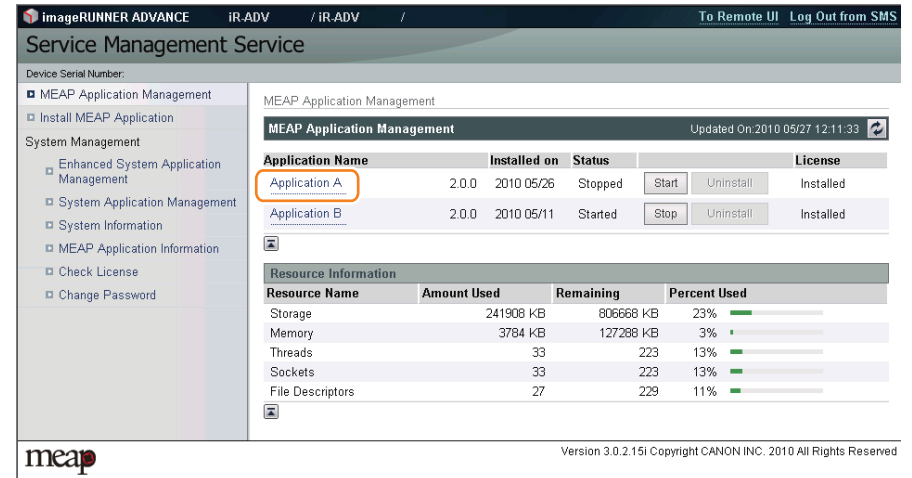 imageRUNNER ADVANCE iR-ADV / iR-ADV / To Remote UI Log Out from SMS
Service Management Service
Device Serial Number:
MEAP Application Management
Install MEAP Application
System Management
Enhanced System Application
Management
System Application Management
System Information
MEAP Application Information
Check License
Change Password
MEAP Application Management
MEAP Application Management Updated On:2010 05/27 12:11:33
Application Name Installed on Status License
Application A 2.0.0 2010 05/26 Stopped Start Uninstall Installed
Application B 2.0.0 2010 05/11 Started Stop Uninstall Installed
Resource Information
Resource Name Amount Used Remaining Percent Used
Storage 241908 KB 806668 KB 23%
Memory 3784 KB 127288 KB 3%
Threads 33 223 13%
Sockets 33 223 13%
File Descriptors 27 229 11%
meap Version 3.0.2.15i Copyright CANON INC. 2010 All Rights Reserved